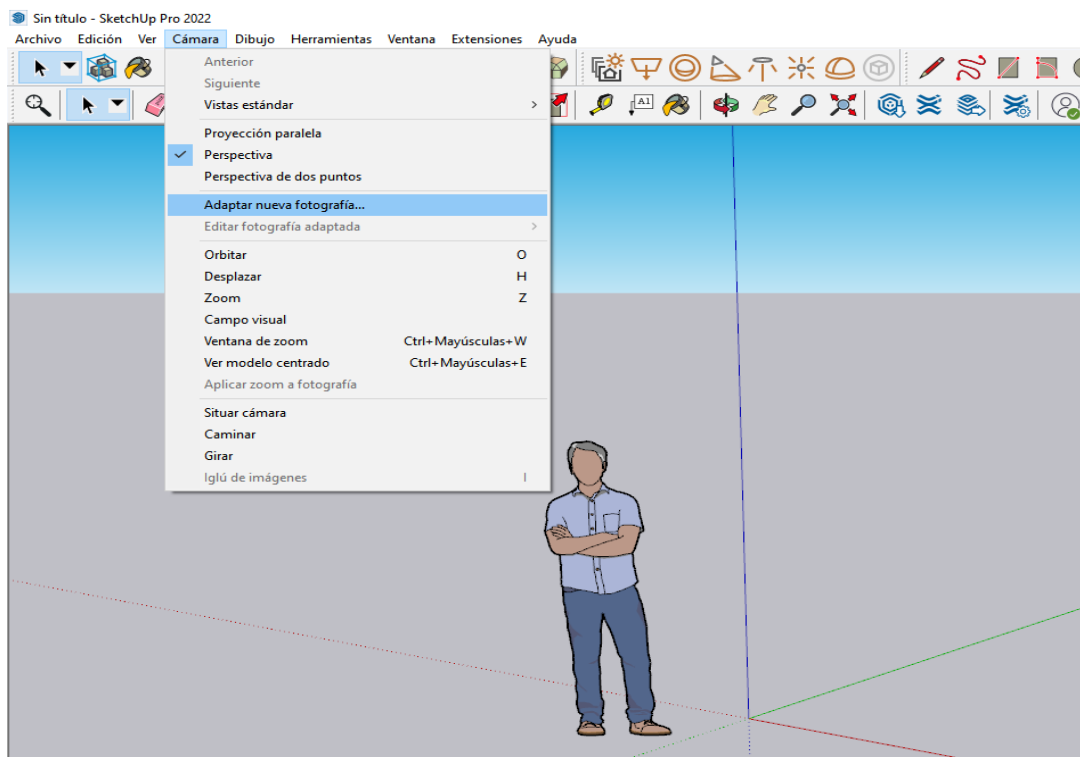 Sin título - SketchUp Pro 2022
Archivo Edición Ver Cámara Dibujo Herramientas Ventana Extensiones Ayuda
Anterior
Siguiente
Vistas estándar
Proyección paralela
Perspectiva
Perspectiva de dos puntos
Adaptar nueva fotografía...
Editar fotografía adaptada
Orbitar O
Desplazar H
Zoom Z
Campo visual
Ventana de zoom Ctrl+Mayúsculas+W
Ver modelo centrado Ctrl+Mayúsculas+E
Aplicar zoom a fotografía
Situar cámara
Caminar
Girar
Iglú de imágenes I
A1